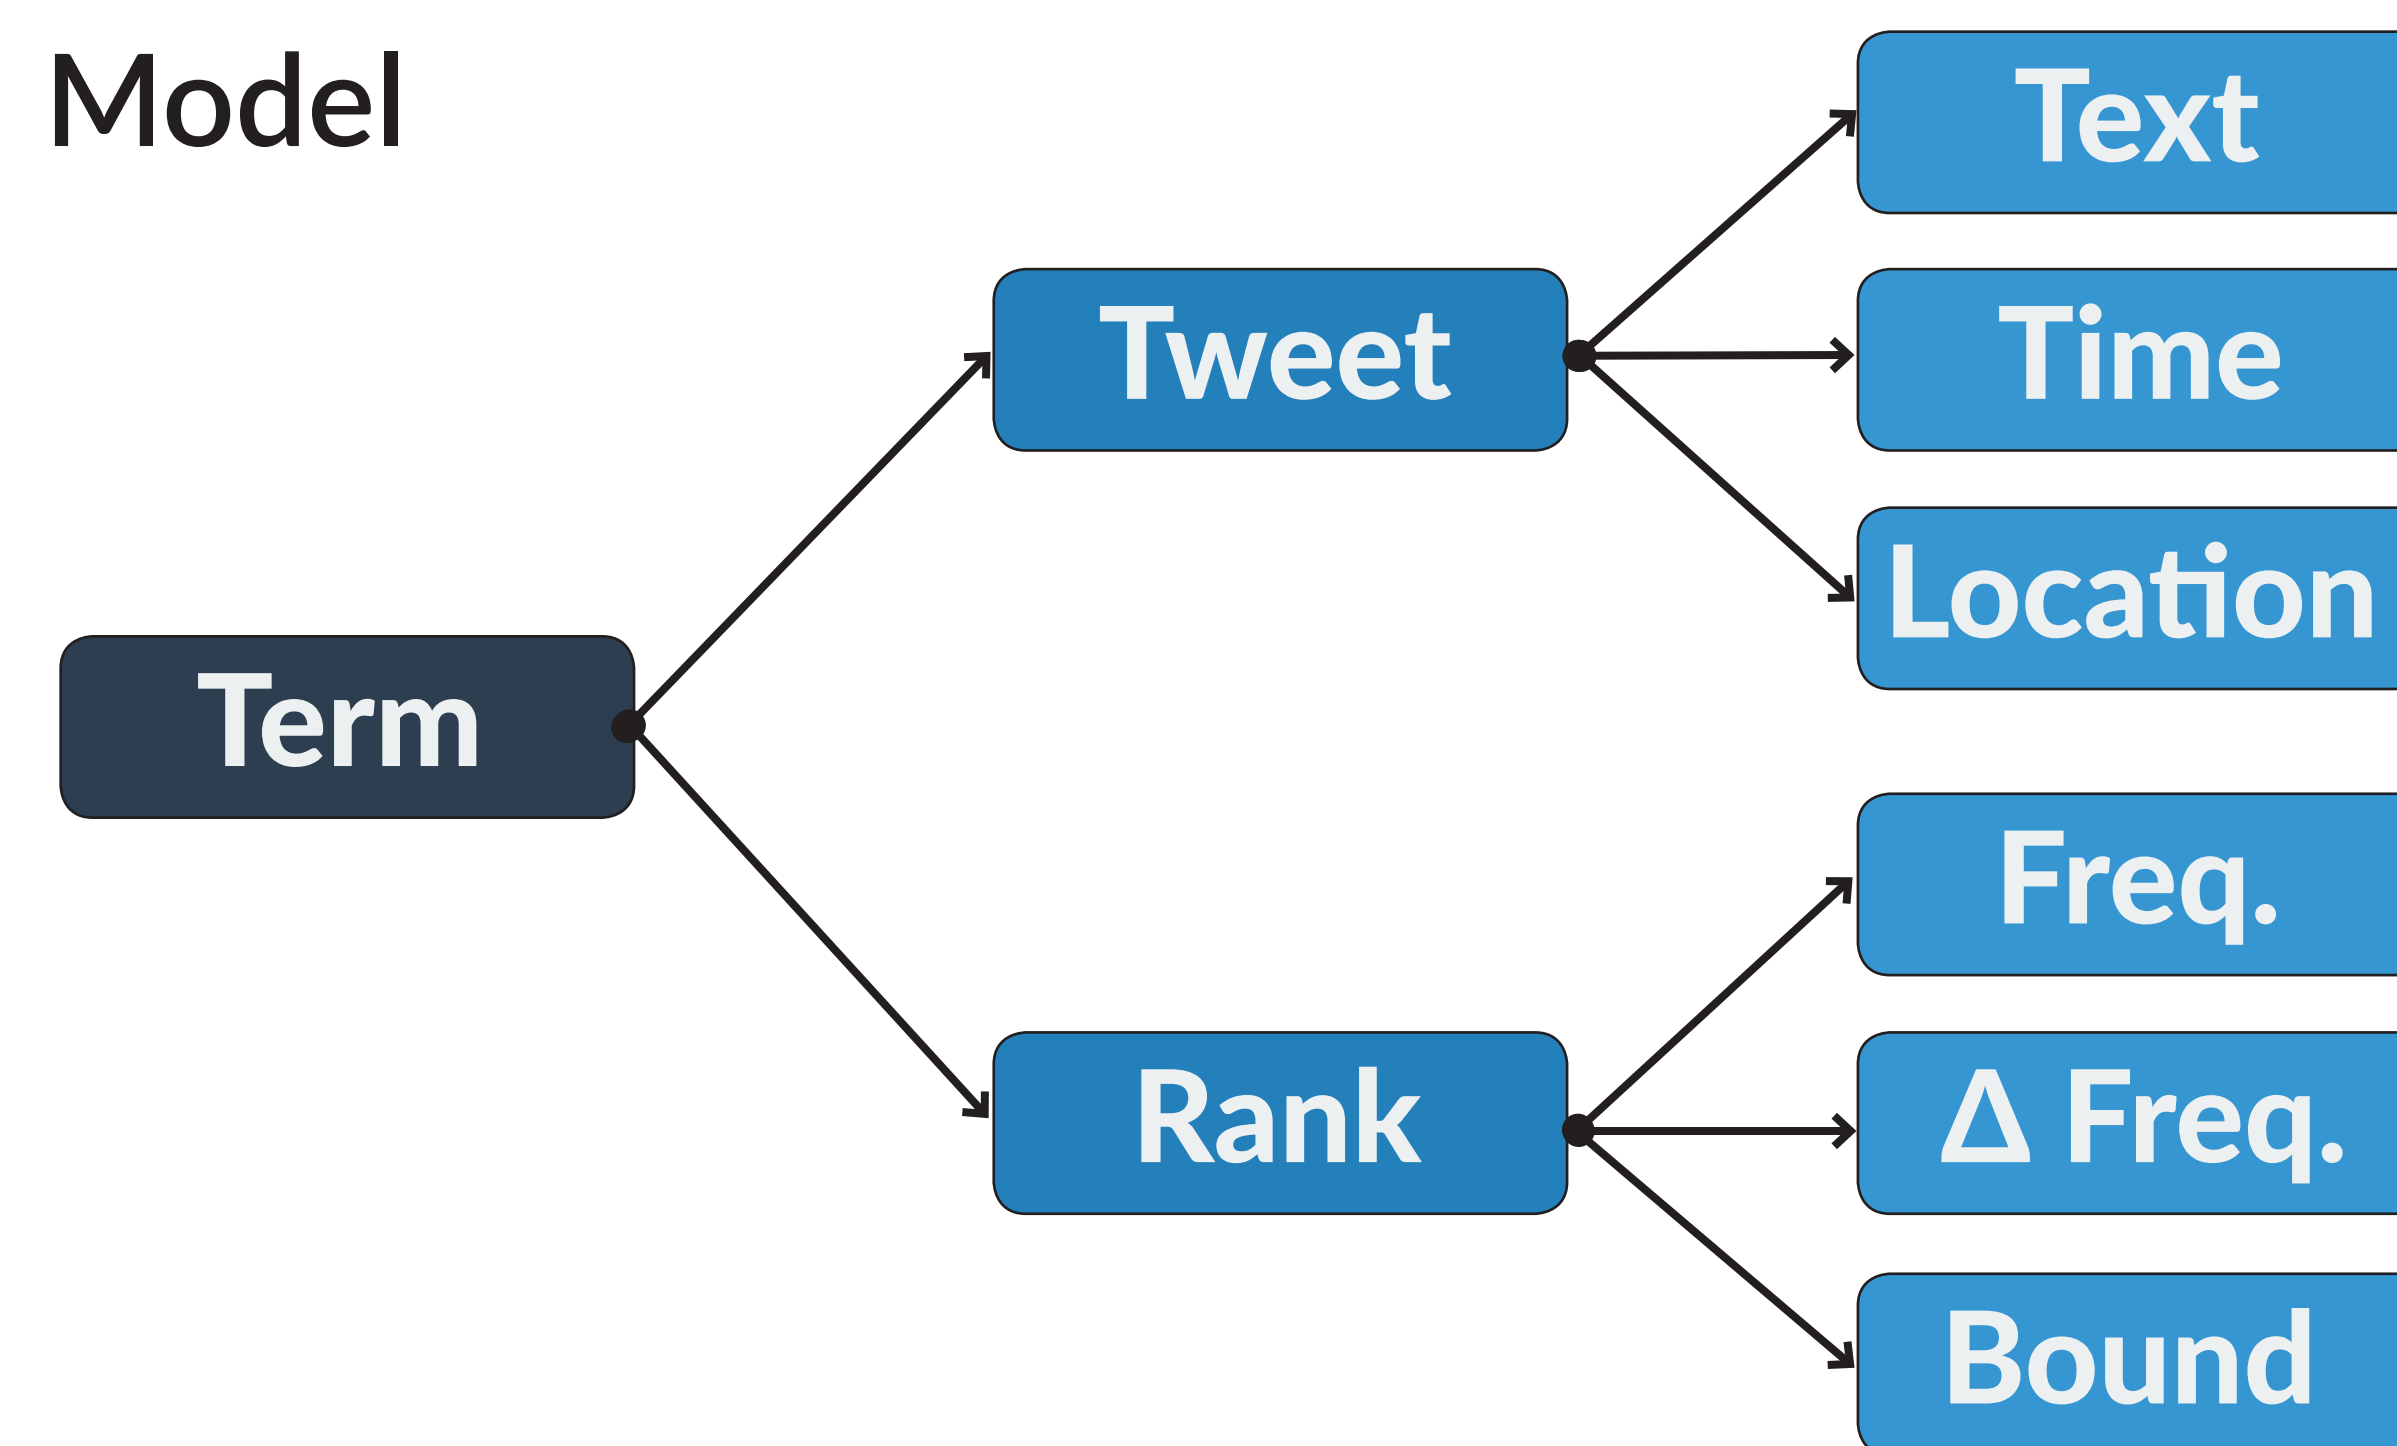 Model
Text
Tweet
Time
Location
Term
Freq.
Rank
Δ Freq.
Bound